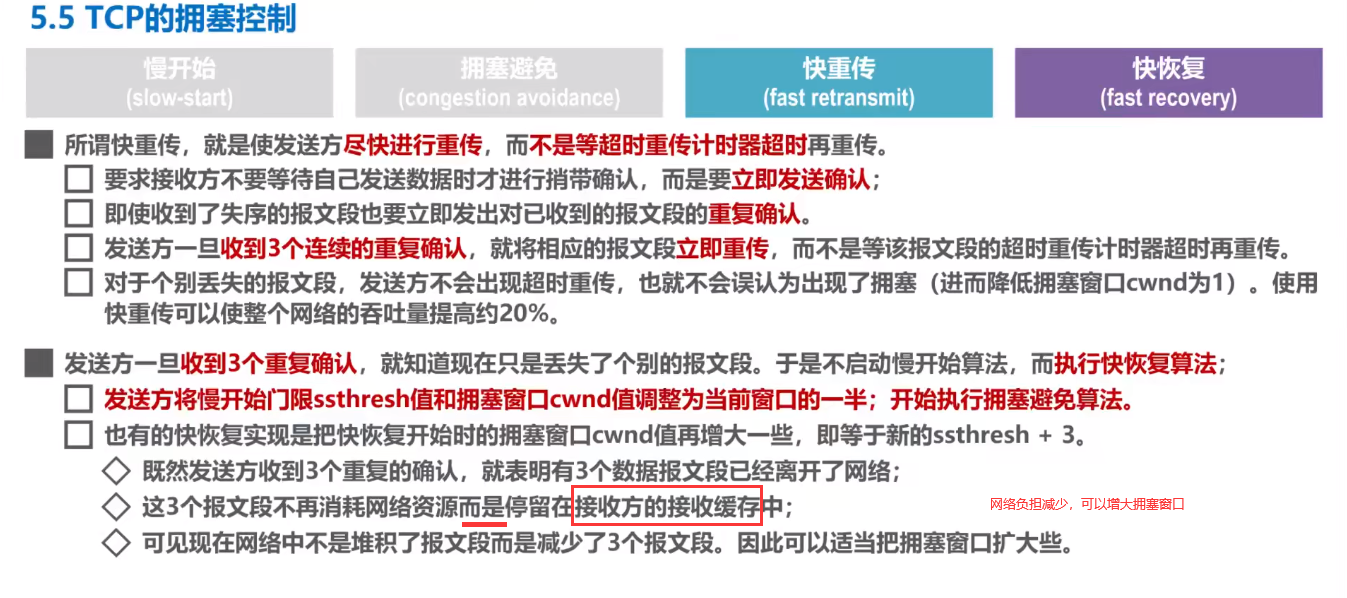 5.5 TCP的拥塞控制
慢开始
(slow-start)
拥塞避免
(congestion avoidance)
快重传
(fast retransmit)
快恢复
(fast recovery)
所谓快重传，就是使发送方尽快进行重传，而不是等超时重传计时器超时再重传。
要求接收方不要等待自己发送数据时才进行捎带确认，而是要立即发送确认；
即使收到了失序的报文段也要立即发出对已收到的报文段的重复确认。
发送方一旦收到3个连续的重复确认，就将相应的报文段立即重传，而不是等该报文段的超时重传计时器超时再重传。
对于个别丢失的报文段，发送方不会出现超时重传，也就不会误认为出现了拥塞（进而降低拥塞窗口cwnd为1）。使用
快重传可以使整个网络的吞吐量提高约20%。
发送方一旦收到3个重复确认，就知道现在只是丢失了个别的报文段。于是不启动慢开始算法，而执行快恢复算法；
发送方将慢开始门限ssthresh值和拥塞窗口cwnd值调整为当前窗口的一半；开始执行拥塞避免算法。
也有的快恢复实现是把快恢复开始时的拥塞窗口cwnd值再增大一些，即等于新的ssthresh + 3。
既然发送方收到3个重复的确认，就表明有3个数据报文段已经离开了网络；
这3个报文段不再消耗网络资源而是停留在接收方的接收缓存中；
网络负担减少，可以增大拥塞窗口
可见现在网络中不是堆积了报文段而是减少了3个报文段。因此可以适当把拥塞窗口扩大些。